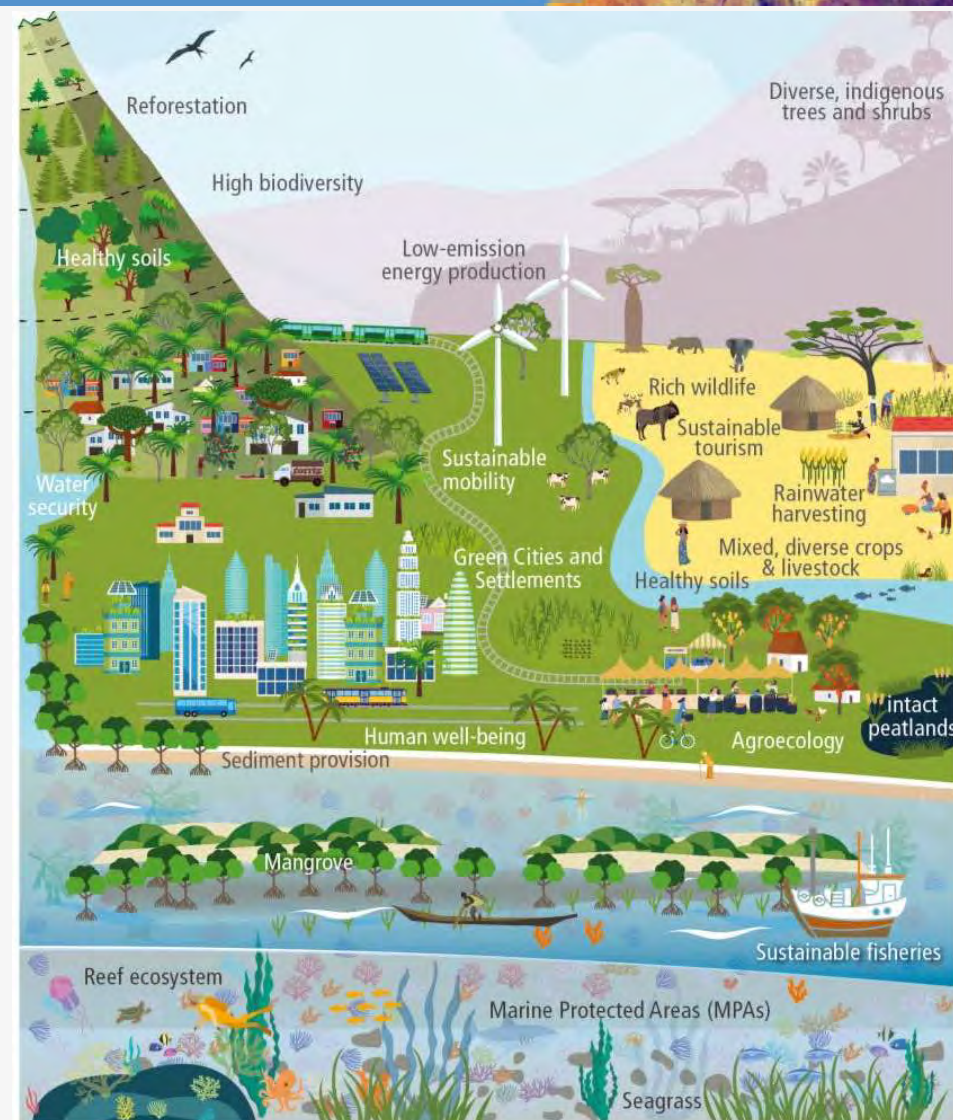 Reforestation
Diverse, indigenous
trees and shrubs
High biodiversity
Low-emission
energy production
Healthy soils
Rich wildlife
Sustainable
tourism
Sustainable
mobility
Water
security
Rainwater
harvesting
Mixed, diverse crops
& livestock
Green Cities and
Settlements
Healthy soils
intact
peatlands
Human well-being
Agroecology
Sediment provision
Mangrove
Sustainable fisheries
Reef ecosystem
Marine Protected Areas (MPAs)
Seagrass